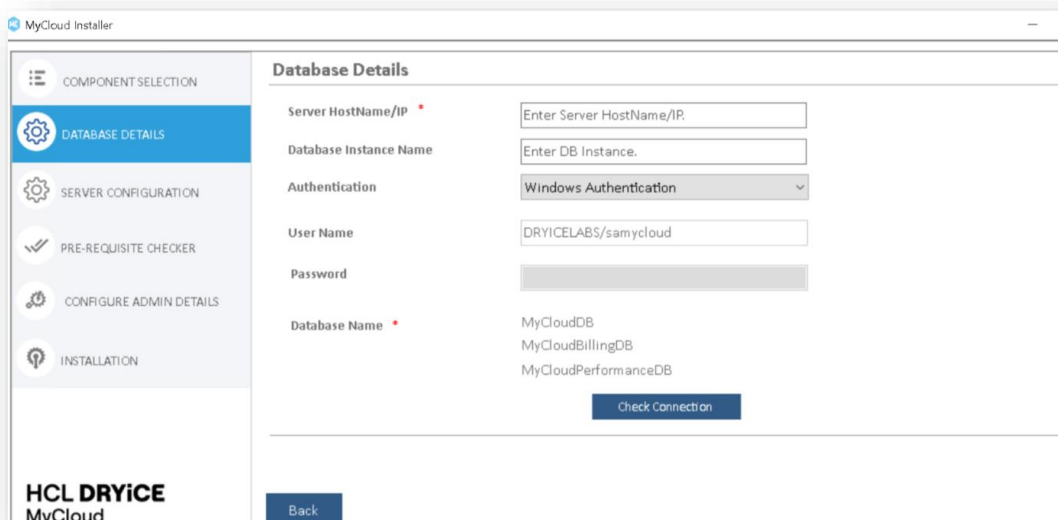 MyCloud Installer
COMPONENT SELECTION
DATABASE DETAILS
SERVER CONFIGURATION
PRE-REQUISITE CHECKER
CONFIGURE ADMIN DETAILS
INSTALLATION
HCL DRYiCE
MyCloud
Database Details
Server HostName/IP *
Enter Server HostName/IP.
Database Instance Name
Enter DB Instance.
Authentication
Windows Authentication
User Name
DRYICELABS/samycloud
Password
Database Name *
MyCloudDB
MyCloudBillingDB
MyCloudPerformanceDB
Check Connection
Back